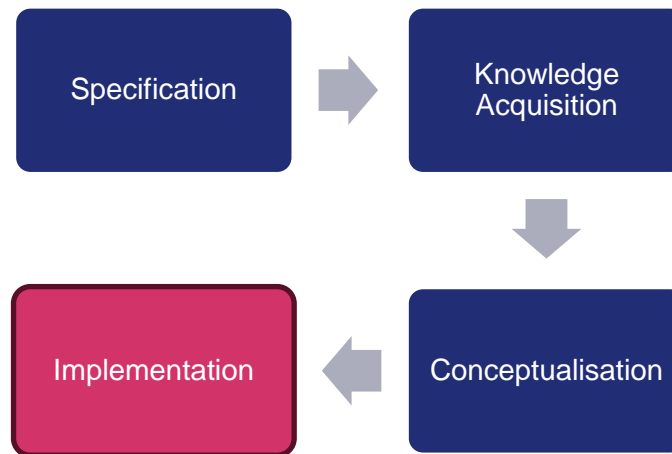 Specification
Knowledge
Acquisition
Conceptualisation
Implementation